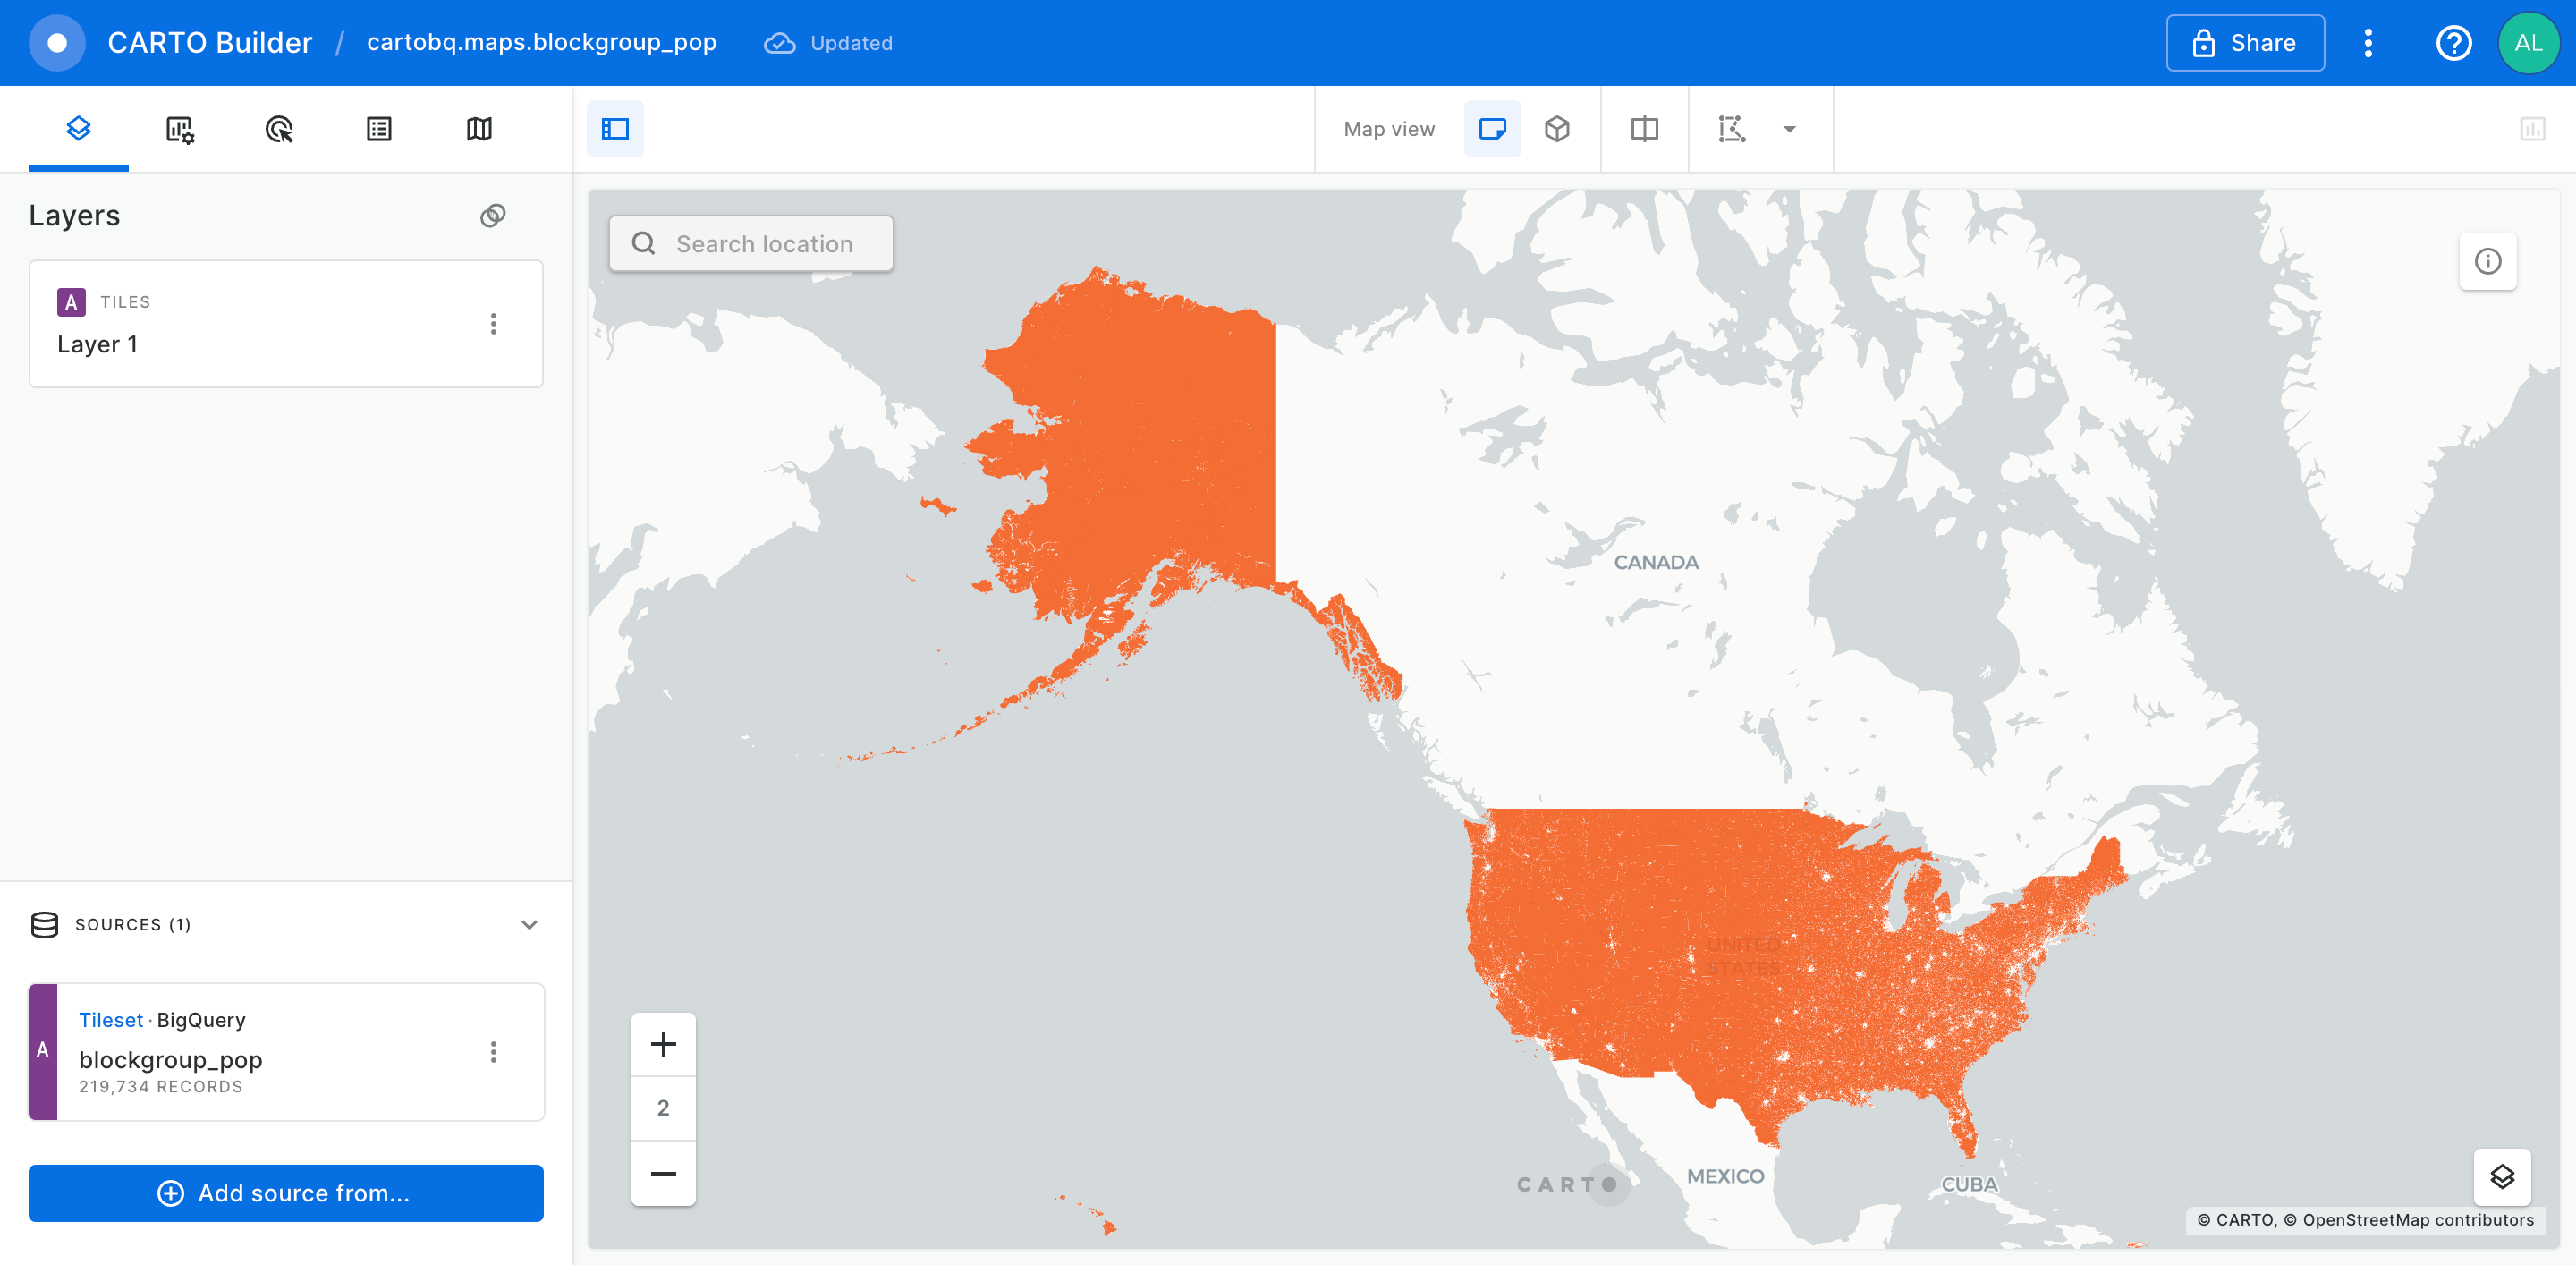 CARTO Builder / cartobq.maps.blockgroup_pop Updated
Share
AL
Map view
Layers
A TILES
Layer 1
Search location
CANADA
UNITED
STATES
MEXICO
CUBA
CARTO
2
SOURCES (1)
A
Tileset · BigQuery
blockgroup_pop
219,734 RECORDS
Add source from...
© CARTO, © OpenStreetMap contributors